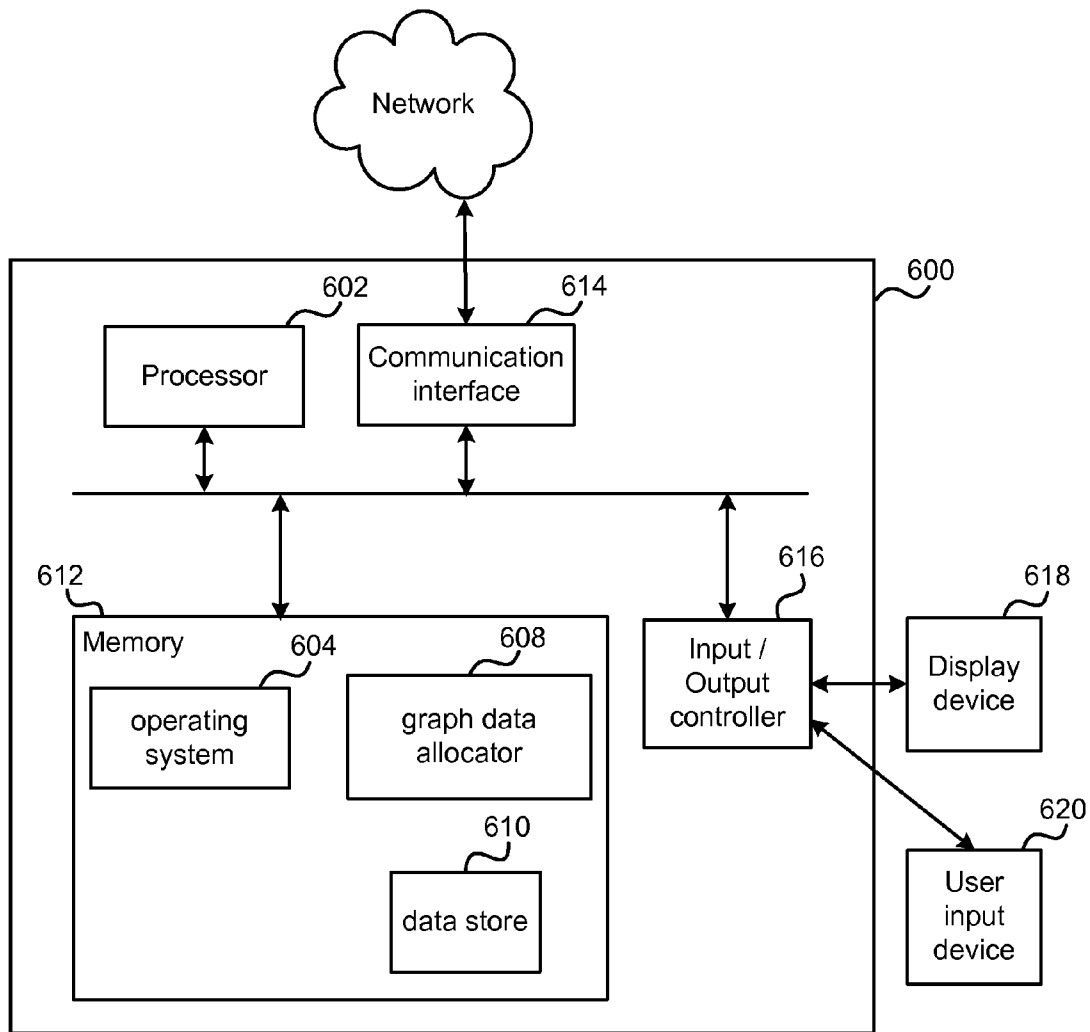 Network
600
602
614
Processor
Communication
interface
612
616
618
Memory
604
608
operating
system
graph data
allocator
Input /
Output
controller
Display
device
610
data store
620
User
input
device